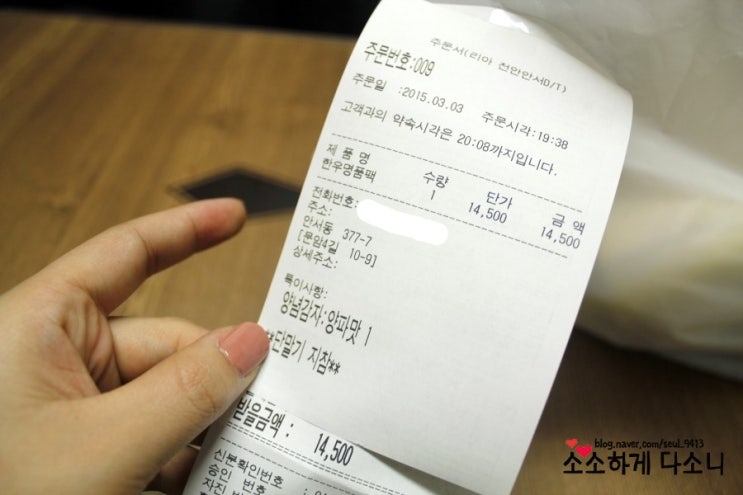 주문서(리아 천안안서D/T)
주문번호:009
주문일 :2015.03.03 주문시각:19:38
고객과의 약속시각은 20:08까지입니다.
제 품 명 수량 단가 금 액
한우명품팩 1 14,500 14,500
전화번호:
주소:
안서동 377-7
[문암4길 10-9]
상세주소:
특이사항:
양념감자:양파맛 1
*단말기 지참**
받을금액: 14,500
신분확인번호
승인 번호
blog.naver.com/seul_9413
소소하게 다소니